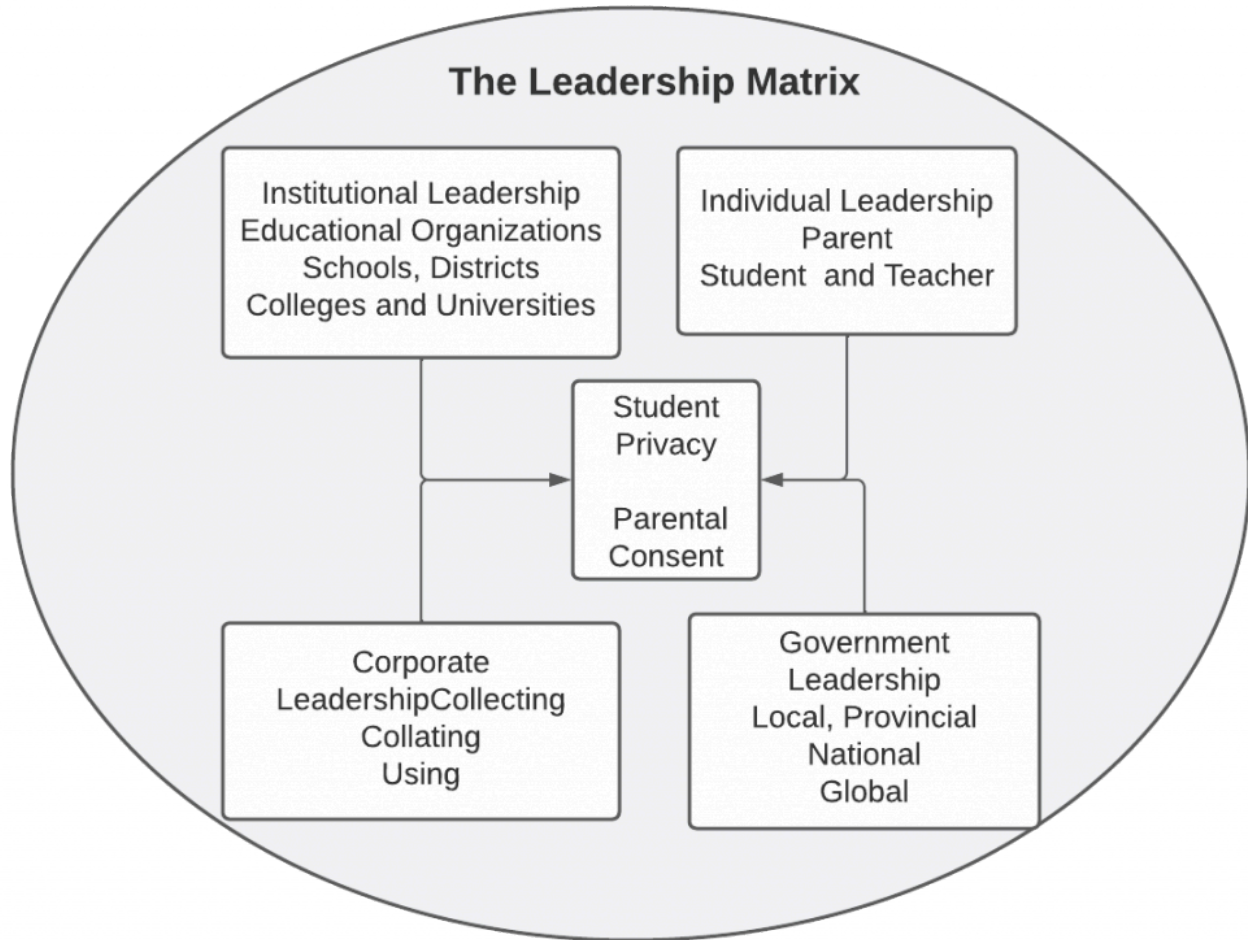 The Leadership Matrix
Institutional Leadership
Educational Organizations
Schools, Districts
Colleges and Universities
Individual Leadership
Parent
Student  and Teacher
Student
Privacy
Parental
Consent
Corporate
LeadershipCollecting
Collating
Using
Government
Leadership
Local, Provincial
National
Global